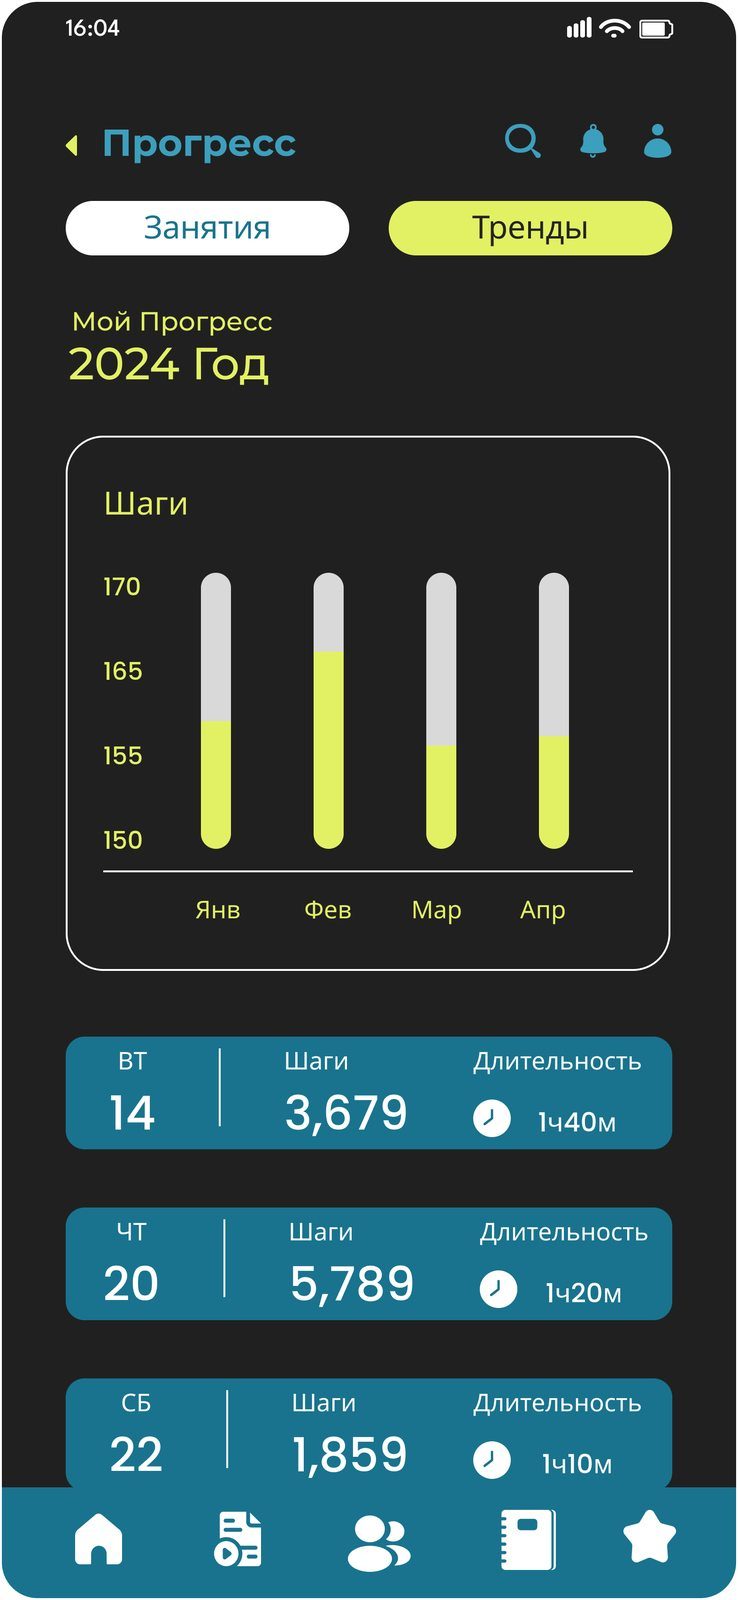 16:04
Прогресс
Занятия Тренды
Мой Прогресс
2024 Год
Шаги
170
165
155
150
Янв Фев Мар Апр
ВТ Шаги Длительность
14 3,679 1ч40м
ЧТ Шаги Длительность
20 5,789 1ч20м
СБ Шаги Длительность
22 1,859 1ч10м